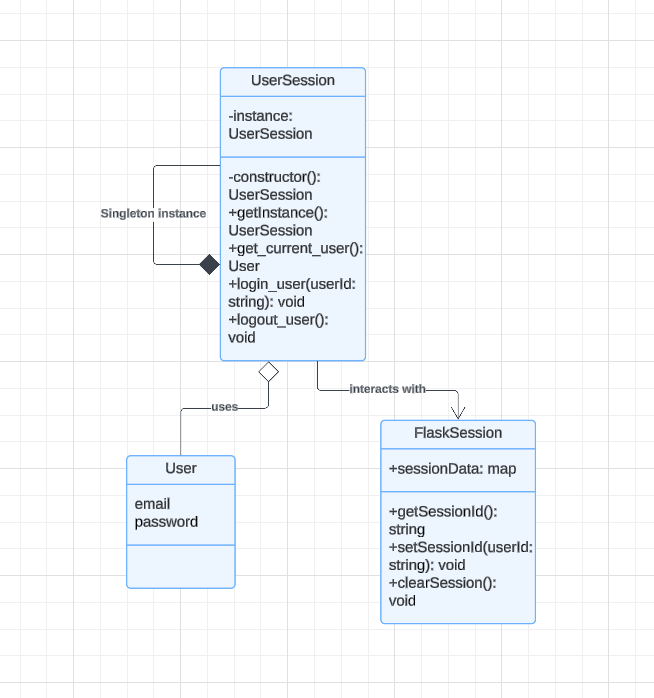 UserSession
-instance:
UserSession
-constructor():
UserSession
+getInstance():
UserSession
+get_current_user():
User
+login_user(userId:
string): void
+logout_user():
void
Singleton instance
uses
interacts with
User
email
password
FlaskSession
+sessionData: map
+getSessionId():
string
+setSessionId(userId:
string): void
+clearSession():
void